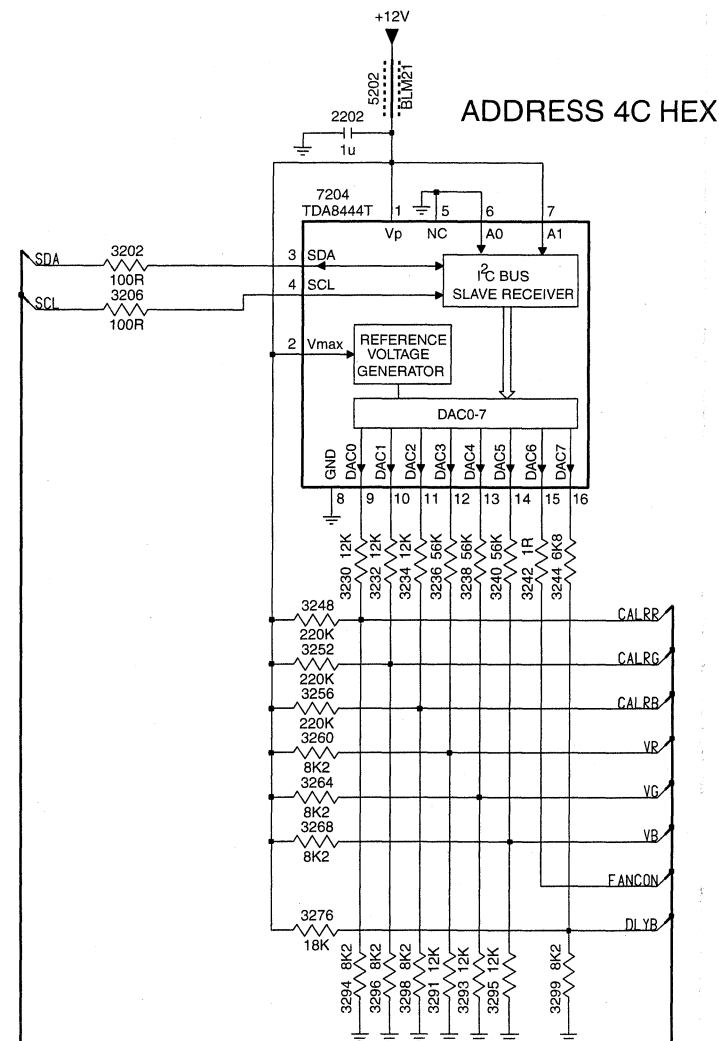 +12V
5202
BLM21
ADDRESS 4C HEX
2202
1u
7204
TDA8444T
1 5 6 7
Vp NC A0 A1
SDA
3202
100R
3 SDA
I2C BUS
SLAVE RECEIVER
SCL
3206
100R
4 SCL
2 Vmax
REFERENCE
VOLTAGE
GENERATOR
DAC0-7
GND DAC0 DAC1 DAC2 DAC3 DAC4 DAC5 DAC6 DAC7
8 9 10 11 12 13 14 15 16
3230 12K
3232 12K
3234 12K
3236 56K
3238 56K
3240 56K
3242 1R
3244 6K8
3248
220K
CALRR
3252
220K
CALRG
3256
220K
CALRB
3260
8K2
VR
3264
8K2
VG
3268
8K2
VB
FANCON
3276
18K
DLYB
3294 8K2
3296 8K2
3298 8K2
3291 12K
3293 12K
3295 12K
3299 8K2